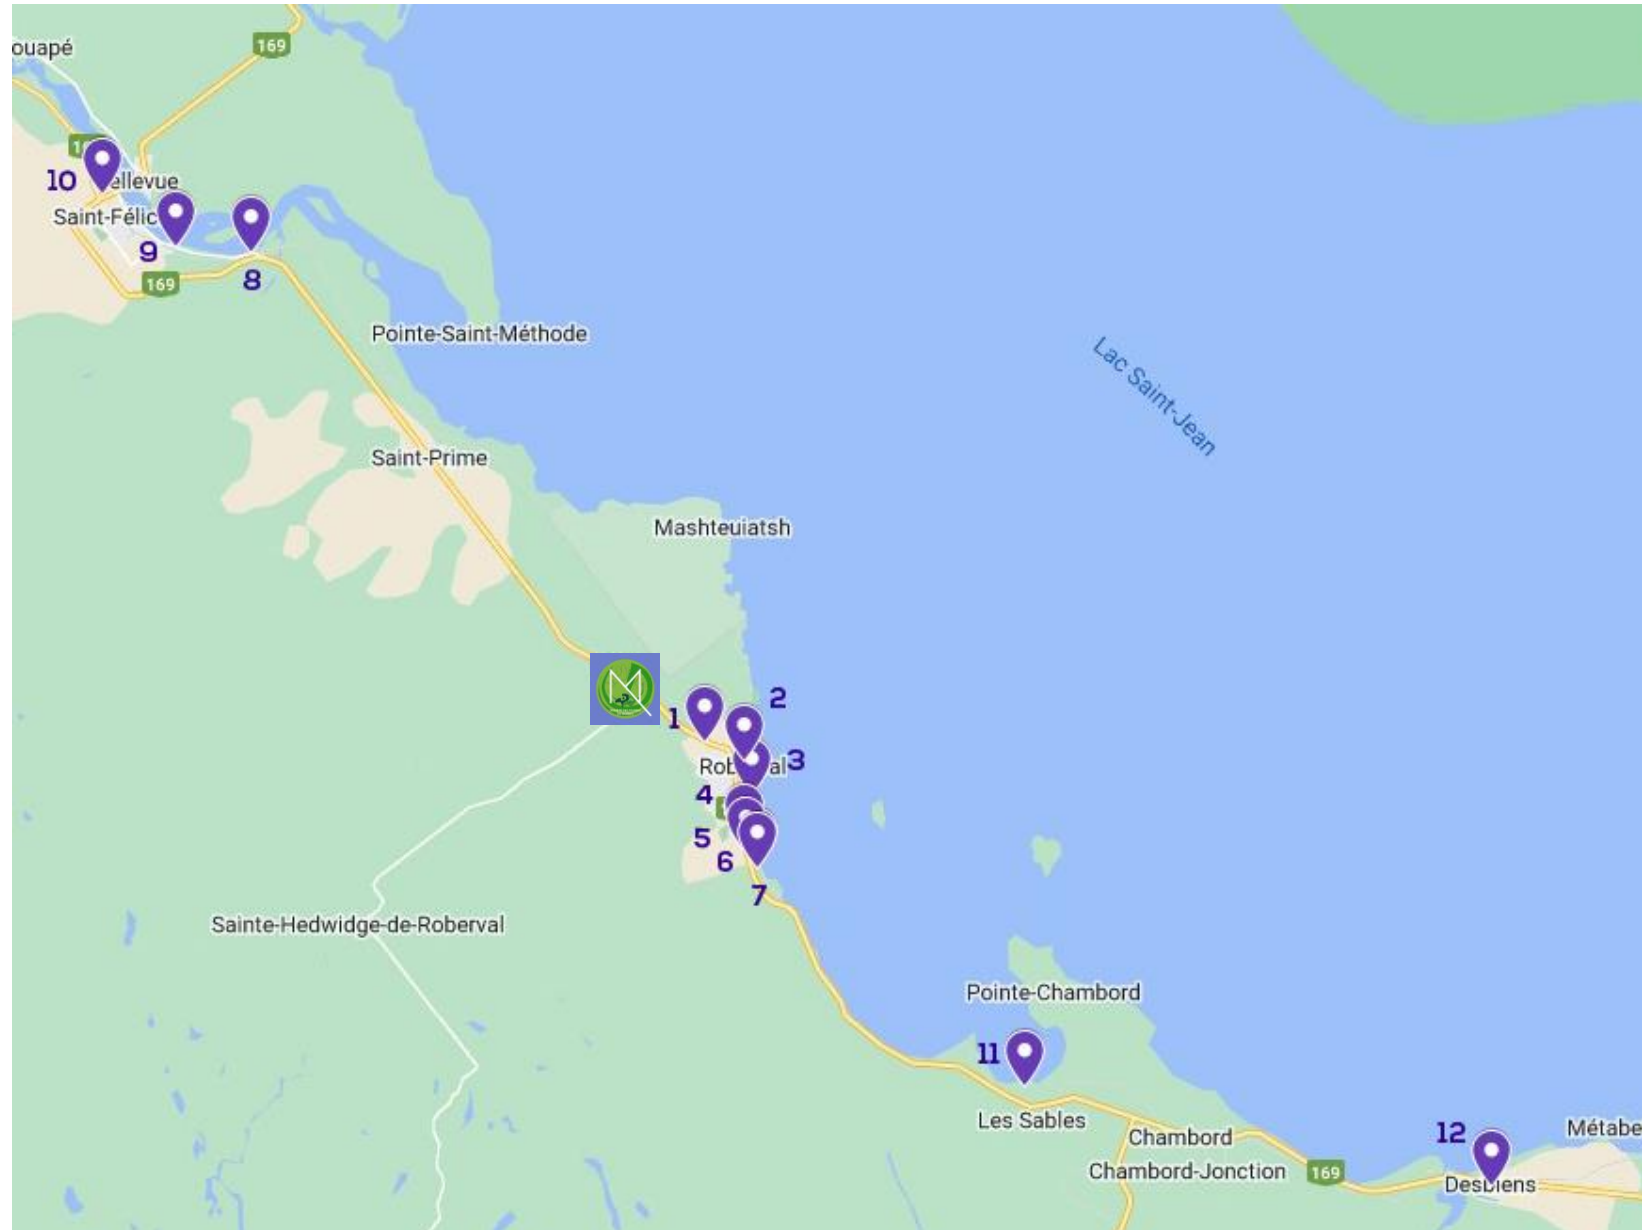 ouapé
169
10
ellevue
Saint-Félic
9
8
169
Pointe-Saint-Méthode
Lac Saint-Jean
Saint-Prime
Mashteuiatsh
2
1
3
4
5
6
7
Sainte-Hedwidge-de-Roberval
Pointe-Chambord
11
Les Sables
Chambord
Chambord-Jonction
169
12
Métabe
Desbiens